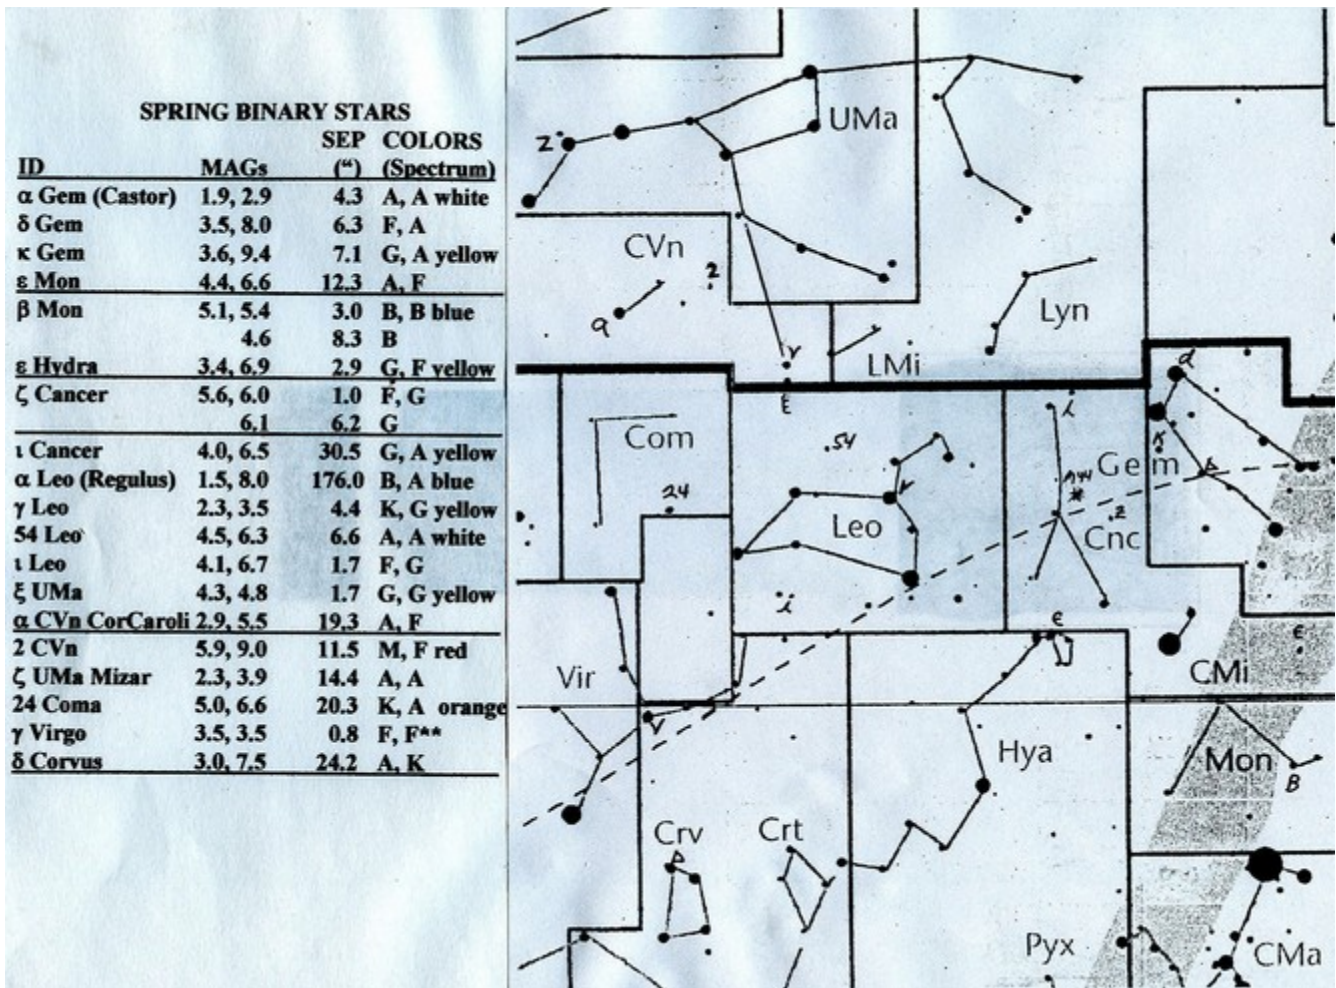 SPRING BINARY STARS
SEP COLORS
ID MAGs (“) (Spectrum)
α Gem (Castor) 1.9, 2.9 4.3 A, A white
δ Gem 3.5, 8.0 6.3 F, A
κ Gem 3.6, 9.4 7.1 G, A yellow
ε Mon 4.4, 6.6 12.3 A, F
β Mon 5.1, 5.4 3.0 B, B blue
4.6 8.3 B
ε Hydra 3.4, 6.9 2.9 G, F yellow
ζ Cancer 5.6, 6.0 1.0 F, G
6.1 6.2 G
ι Cancer 4.0, 6.5 30.5 G, A yellow
α Leo (Regulus) 1.5, 8.0 176.0 B, A blue
γ Leo 2.3, 3.5 4.4 K, G yellow
54 Leo 4.5, 6.3 6.6 A, A white
ι Leo 4.1, 6.7 1.7 F, G
ξ UMa 4.3, 4.8 1.7 G, G yellow
α CVn CorCaroli 2.9, 5.5 19.3 A, F
2 CVn 5.9, 9.0 11.5 M, F red
ζ UMa Mizar 2.3, 3.9 14.4 A, A
24 Coma 5.0, 6.6 20.3 K, A orange
γ Virgo 3.5, 3.5 0.8 F, F**
δ Corvus 3.0, 7.5 24.2 A, K
UMa
Z
CVn
2
Lyn
a
LMi
ξ
d
Com
.54
i
K
Gem
24
Leo
2
Cnc
i
ε
ε
Vir
CMi
Hya
Mon
B
Crv
Crt
Pyx
CMa